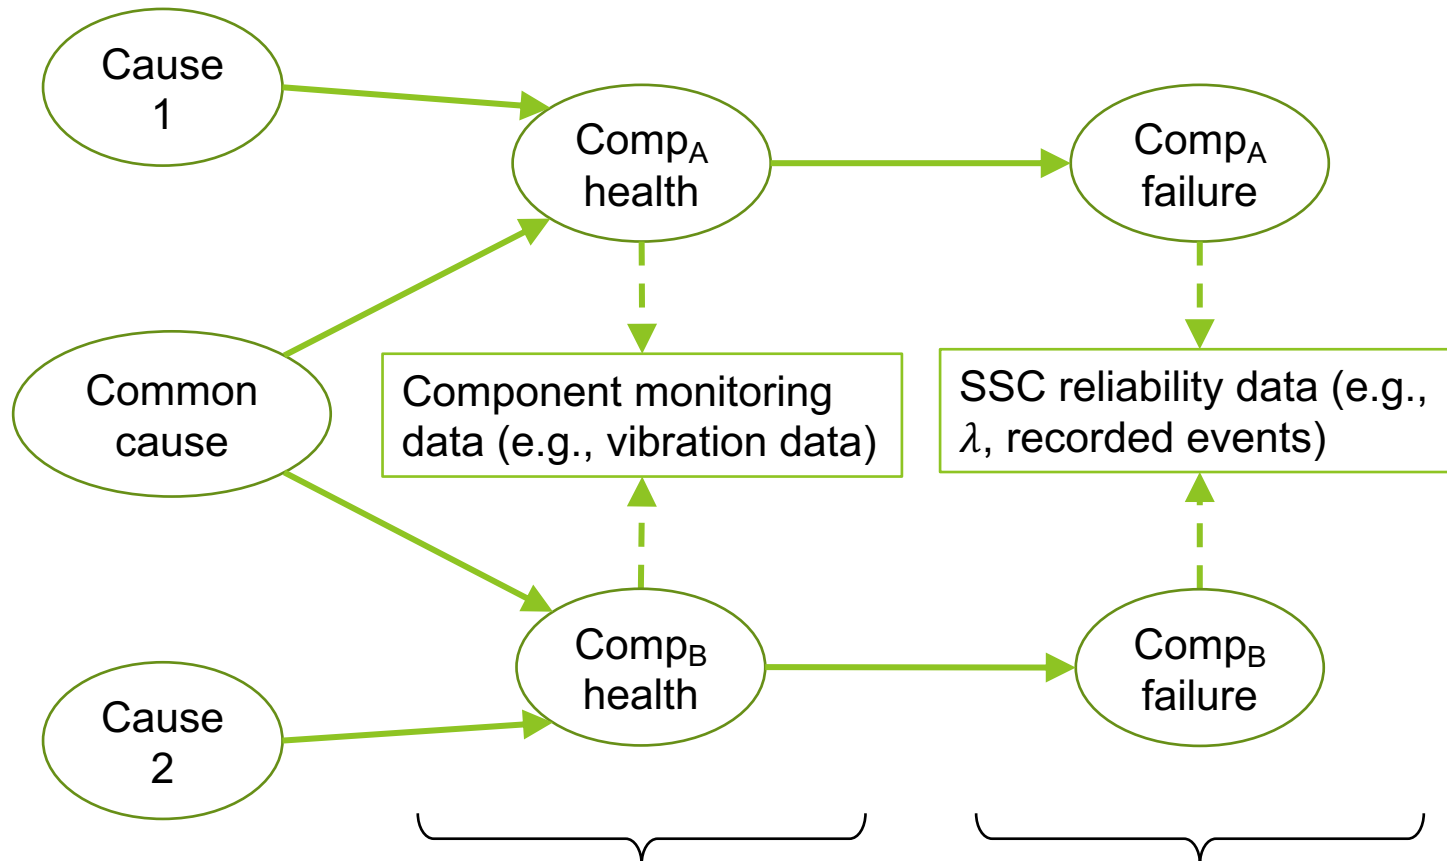 Cause
1
Comp_A
health
Comp_A
failure
Common
cause
Component monitoring
data (e.g., vibration data)
SSC reliability data (e.g.,
λ, recorded events)
Comp_B
health
Comp_B
failure
Cause
2